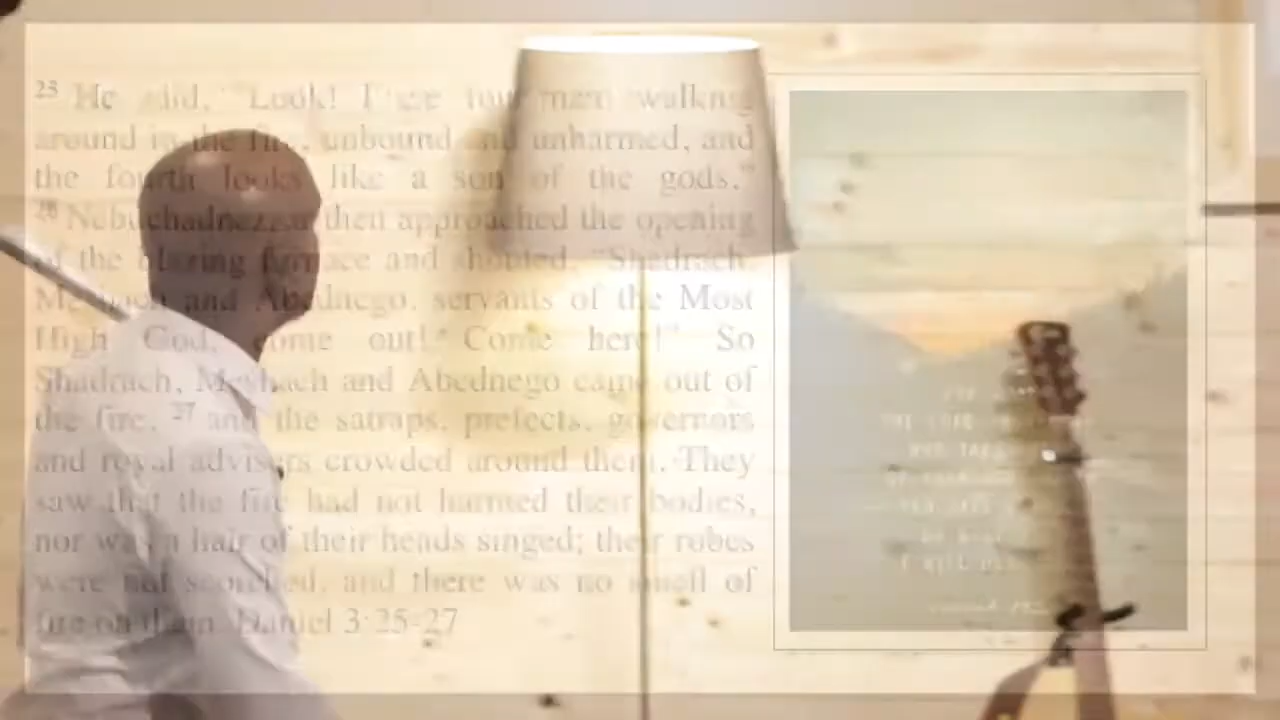 25 He said, "Look! I see four men walking
around in the fire, unbound and unharmed, and
the fourth looks like a son of the gods."
26 Nebuchadnezzar then approached the opening
of the blazing furnace and shouted, "Shadrach,
Meshach and Abednego, servants of the Most
High God, come out! Come here!" So
Shadrach, Meshach and Abednego came out of
the fire, 27 and the satraps, prefects, governors
and royal advisers crowded around them. They
saw that the fire had not harmed their bodies,
nor was a hair of their heads singed; their robes
were not scorched, and there was no smell of
fire on them. Daniel 3:25-27
THE LORD